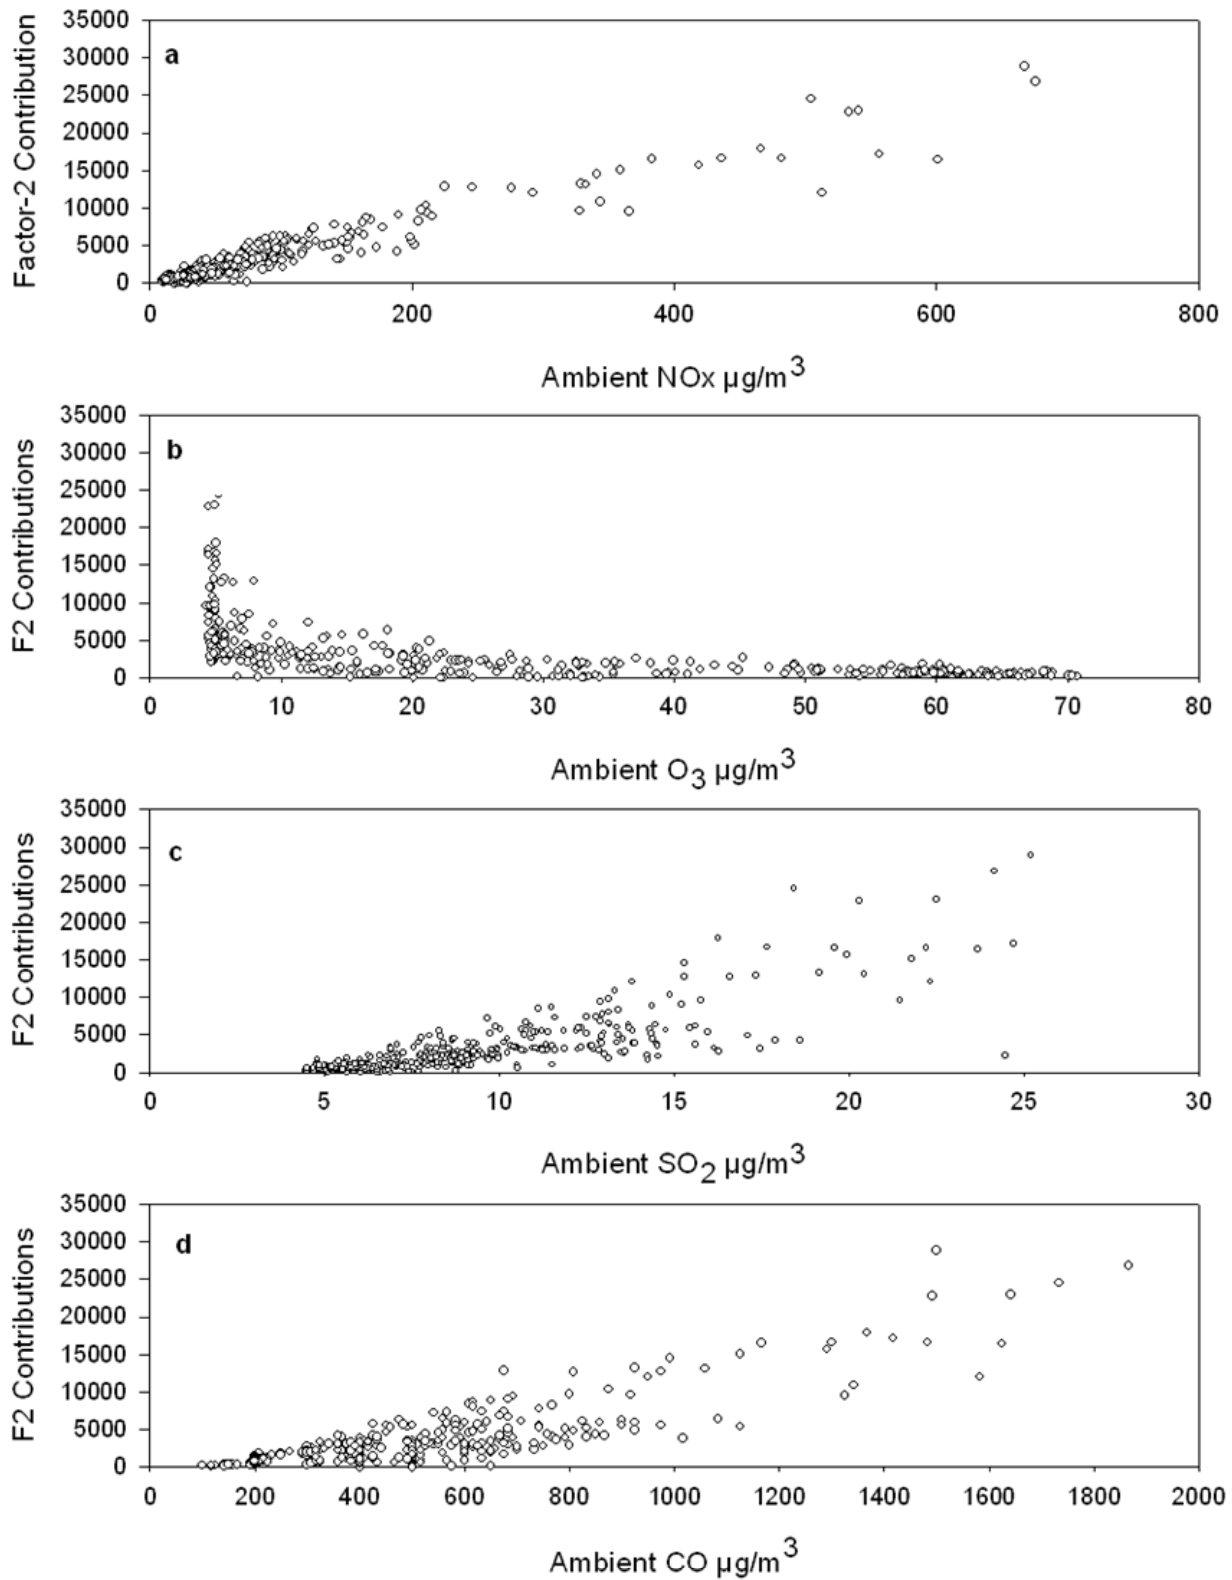 35000
30000
25000
20000
15000
10000
5000
0
Factor-2 Contribution
a
0 200 400 600 800
Ambient NOx µg/m³
35000
30000
25000
20000
15000
10000
5000
0
F2 Contributions
b
0 10 20 30 40 50 60 70 80
Ambient O₃ µg/m³
35000
30000
25000
20000
15000
10000
5000
0
F2 Contributions
c
0 5 10 15 20 25 30
Ambient SO₂ µg/m³
35000
30000
25000
20000
15000
10000
5000
0
F2 Contributions
d
0 200 400 600 800 1000 1200 1400 1600 1800 2000
Ambient CO µg/m³